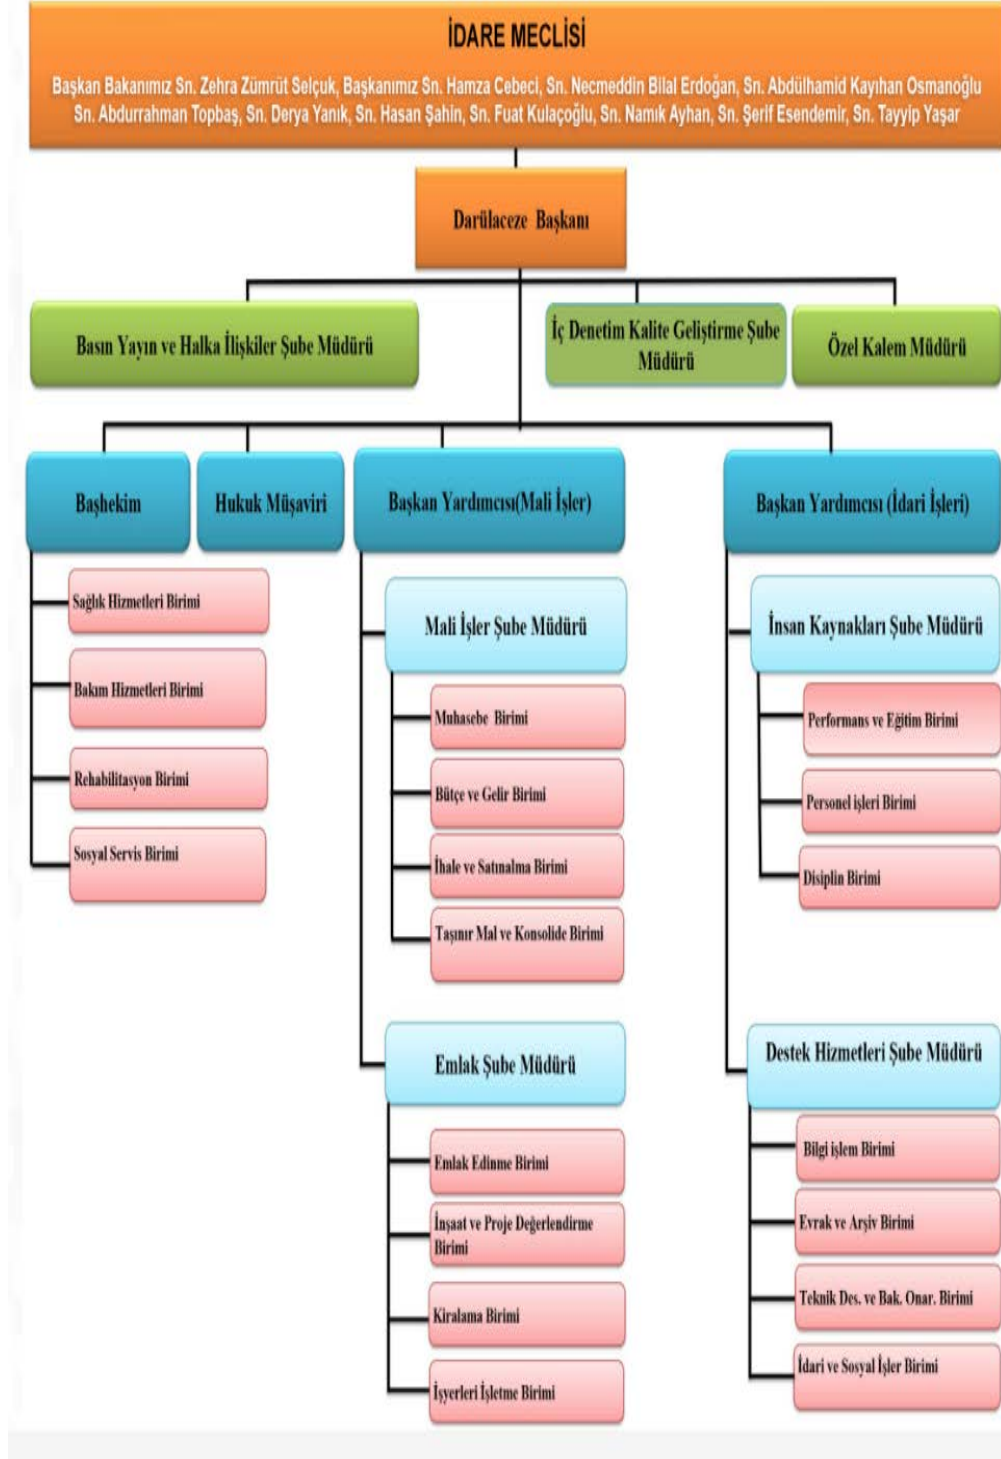 İDARE MECLİSİ
Başkan Bakanımız Sn. Zehra Zümrüt Selçuk, Başkanımız Sn. Hamza Cebeci, Sn. Necmeddin Bilal Erdoğan, Sn. Abdülhamid Kayıhan Osmanoğlu
Sn. Abdurrahman Topbaş, Sn. Derya Yanık, Sn. Hasan Şahin, Sn. Fuat Kulaçoğlu, Sn. Namık Ayhan, Sn. Şerif Esendemir, Sn. Tayyip Yaşar
Darülaceze Başkanı
Basın Yayın ve Halka İlişkiler Şube Müdürü
İç Denetim Kalite Geliştirme Şube
Müdürü
Özel Kalem Müdürü
Başhekim
Hukuk Müşaviri
Başkan Yardımcısı(Mali İşler)
Başkan Yardımcısı (İdari İşleri)
Sağlık Hizmetleri Birimi
Bakım Hizmetleri Birimi
Rehabilitasyon Birimi
Sosyal Servis Birimi
Mali İşler Şube Müdürü
Muhasebe Birimi
Bütçe ve Gelir Birimi
İhale ve Satınalma Birimi
Taşınır Mal ve Konsolide Birimi
Emlak Şube Müdürü
Emlak Edinme Birimi
İnşaat ve Proje Değerlendirme
Birimi
Kiralama Birimi
İşyerleri İşletme Birimi
İnsan Kaynakları Şube Müdürü
Performans ve Eğitim Birimi
Personel işleri Birimi
Disiplin Birimi
Destek Hizmetleri Şube Müdürü
Bilgi işlem Birimi
Evrak ve Arşiv Birimi
Teknik Des. ve Bak. Onar. Birimi
İdari ve Sosyal İşler Birimi